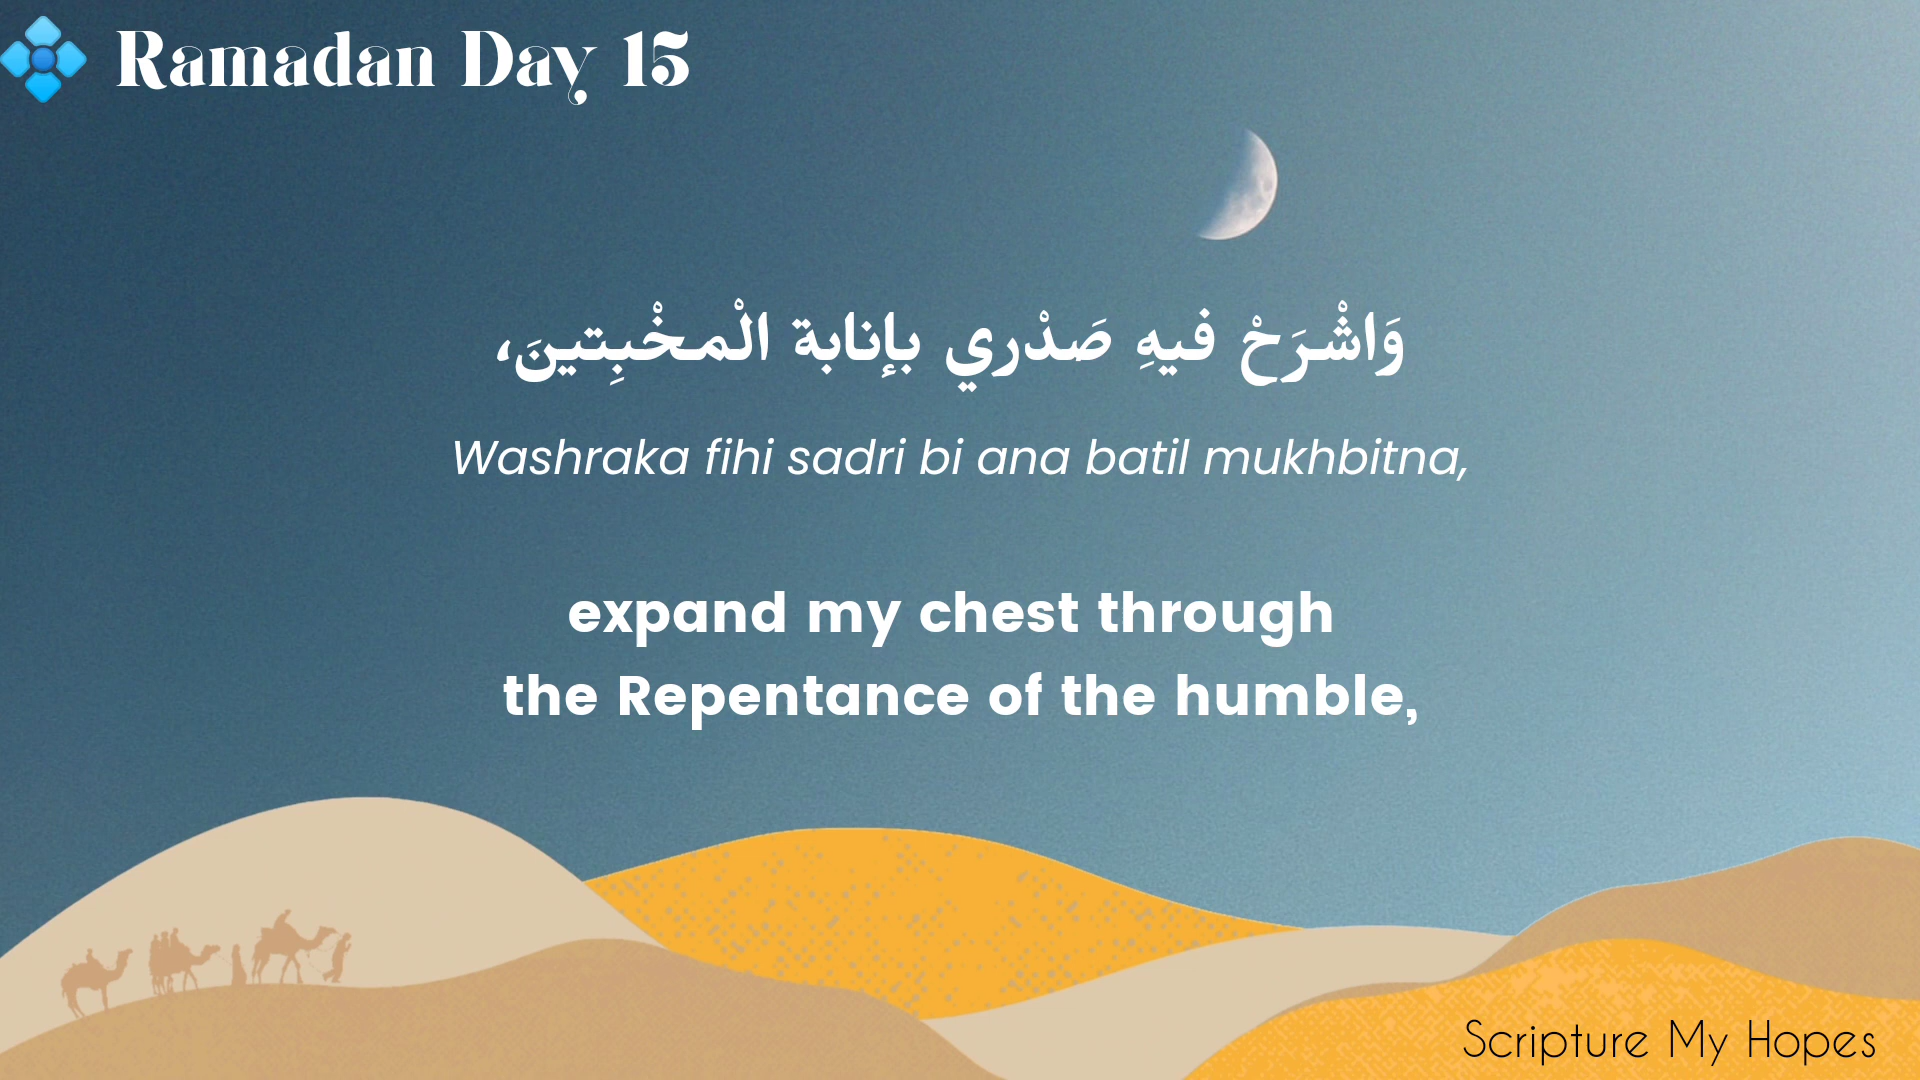 Ramadan Day 15
وَاشْرَحْ فيهِ صَدْري بإنابة الْمخْبِتينَ،
Washraka fihi sadri bi ana batil mukhbitna,
expand my chest through
the Repentance of the humble,
Scripture My Hopes